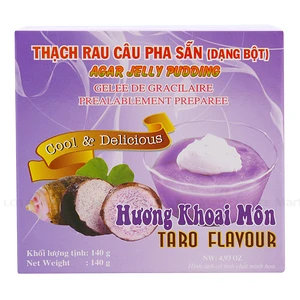 THẠCH RAU CÂU PHA SẴN (DẠNG BỘT)
AGAR JELLY PUDDING
GELÉE DE GRACILAIRE
PREALABLEMENT PREPAREE
Cool & Delicious
Hương Khoai Môn
TARO FLAVOUR
Khối lượng tịnh: 140 g
Net Weight : 140 g
NW: 4.93 OZ